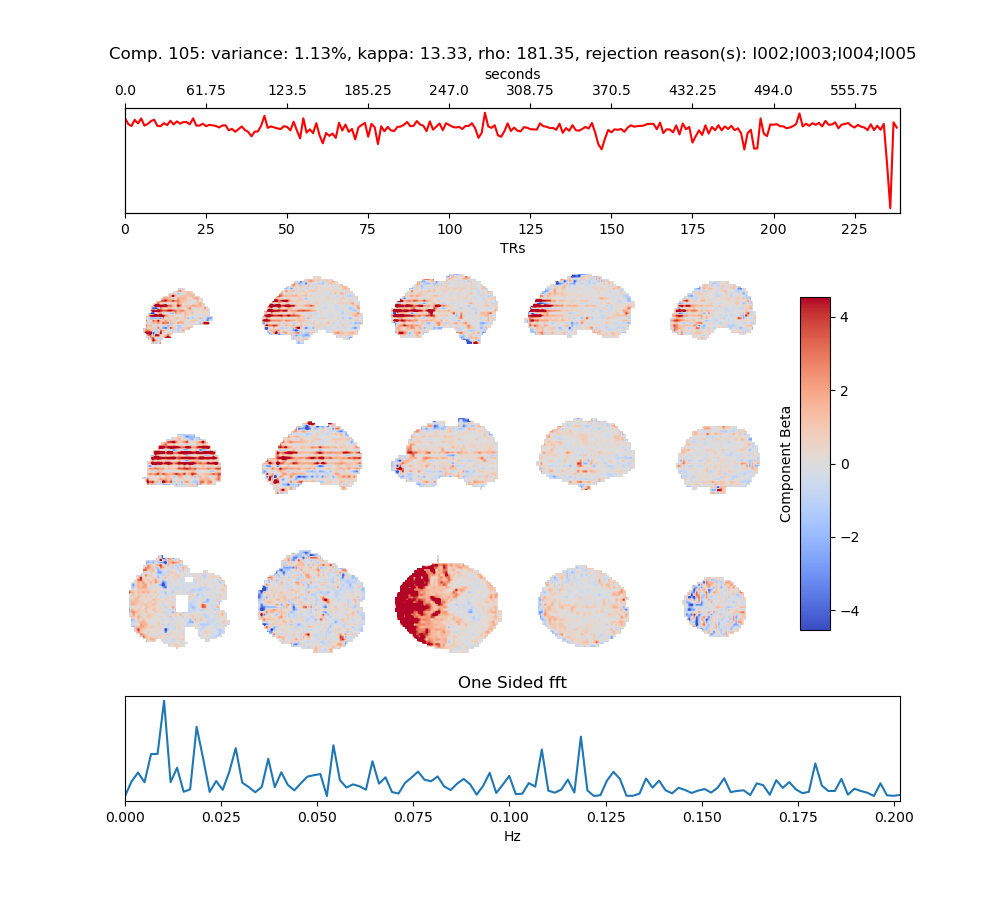 Comp. 105: variance: 1.13%, kappa: 13.33, rho: 181.35, rejection reason(s): I002;I003;I004;I005
seconds
0.0 61.75 123.5 185.25 247.0 308.75 370.5 432.25 494.0 555.75
0 25 50 75 100 125 150 175 200 225
TRs
4
2
0
−2
−4
Component Beta
One Sided fft
0.000 0.025 0.050 0.075 0.100 0.125 0.150 0.175 0.200
Hz